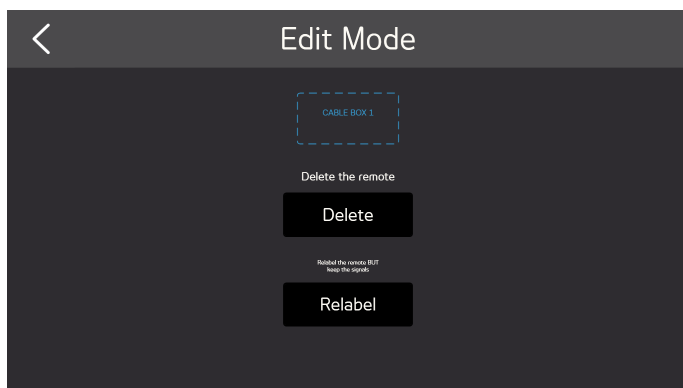 Edit Mode
CABLE BOX 1
Delete the remote
Delete
Relabel the remote BUT
keep the signals
Relabel